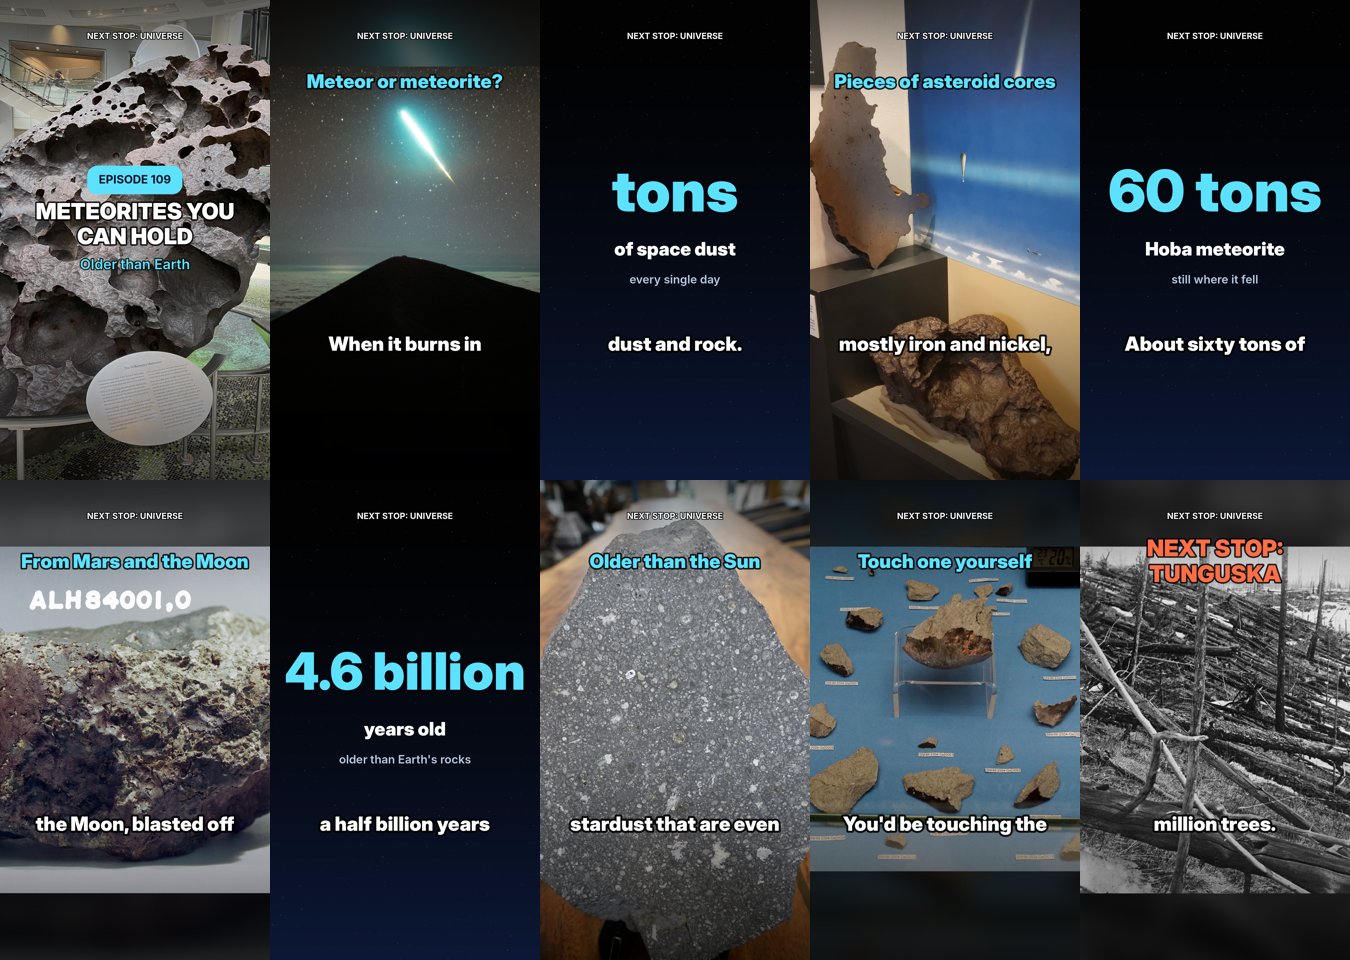 NEXT STOP: UNIVERSE
EPISODE 109
METEORITES YOU
CAN HOLD
Older than Earth
NEXT STOP: UNIVERSE
Meteor or meteorite?
When it burns in
NEXT STOP: UNIVERSE
tons
of space dust
every single day
dust and rock.
NEXT STOP: UNIVERSE
Pieces of asteroid cores
mostly iron and nickel,
NEXT STOP: UNIVERSE
60 tons
Hoba meteorite
still where it fell
About sixty tons of
NEXT STOP: UNIVERSE
From Mars and the Moon
ALH84001,0
the Moon, blasted off
NEXT STOP: UNIVERSE
4.6 billion
years old
older than Earth's rocks
a half billion years
NEXT STOP: UNIVERSE
Older than the Sun
stardust that are even
NEXT STOP: UNIVERSE
Touch one yourself
You'd be touching the
NEXT STOP: UNIVERSE
NEXT STOP:
TUNGUSKA
million trees.